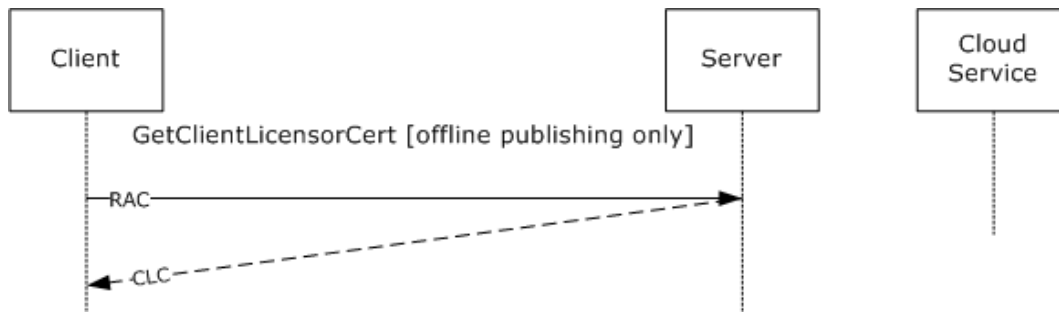 Client
Server
Cloud
Service
GetClientLicensorCert [offline publishing only]
RAC
CLC